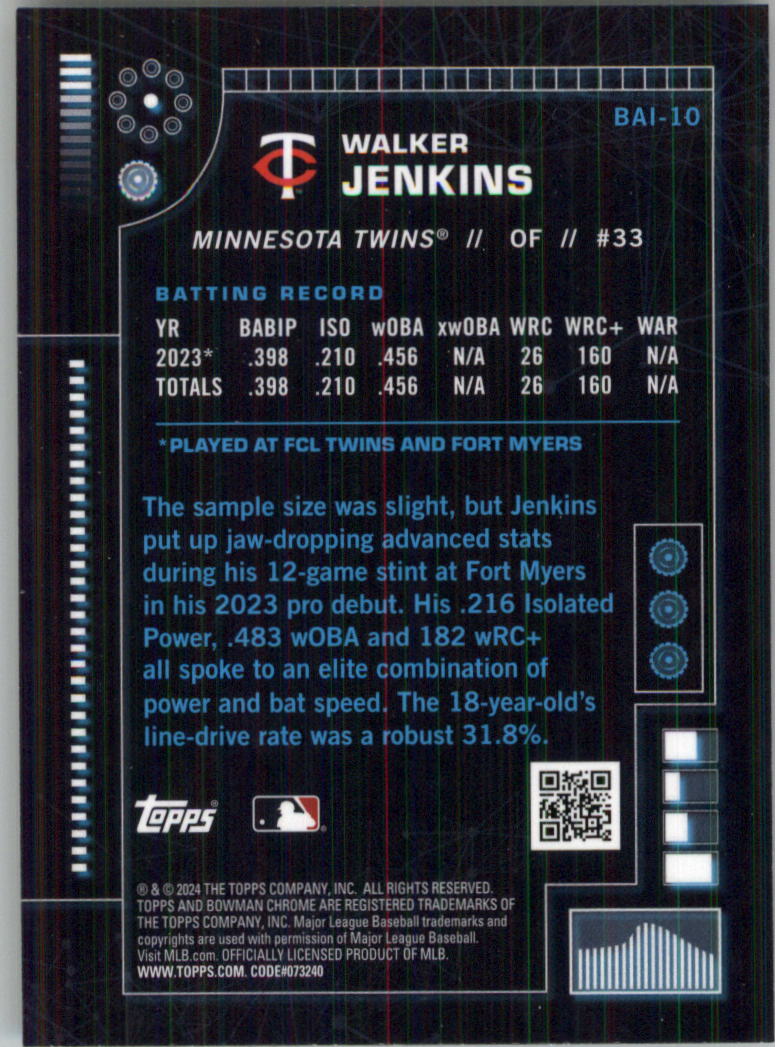 BAI-10
WALKER
JENKINS
MINNESOTA TWINS® // OF // #33
BATTING RECORD
YR BABIP ISO wOBA xwOBA WRC WRC+ WAR
2023* .398 .210 .456 N/A 26 160 N/A
TOTALS .398 .210 .456 N/A 26 160 N/A
*PLAYED AT FCL TWINS AND FORT MYERS
The sample size was slight, but Jenkins
put up jaw-dropping advanced stats
during his 12-game stint at Fort Myers
in his 2023 pro debut. His .216 Isolated
Power, .483 wOBA and 182 wRC+
all spoke to an elite combination of
power and bat speed. The 18-year-old's
line-drive rate was a robust 31.8%.
topps®
® & © 2024 THE TOPPS COMPANY, INC. ALL RIGHTS RESERVED.
TOPPS AND BOWMAN CHROME ARE REGISTERED TRADEMARKS OF
THE TOPPS COMPANY, INC. Major League Baseball trademarks and
copyrights are used with permission of Major League Baseball.
Visit MLB.com. OFFICIALLY LICENSED PRODUCT OF MLB.
WWW.TOPPS.COM. CODE#073240